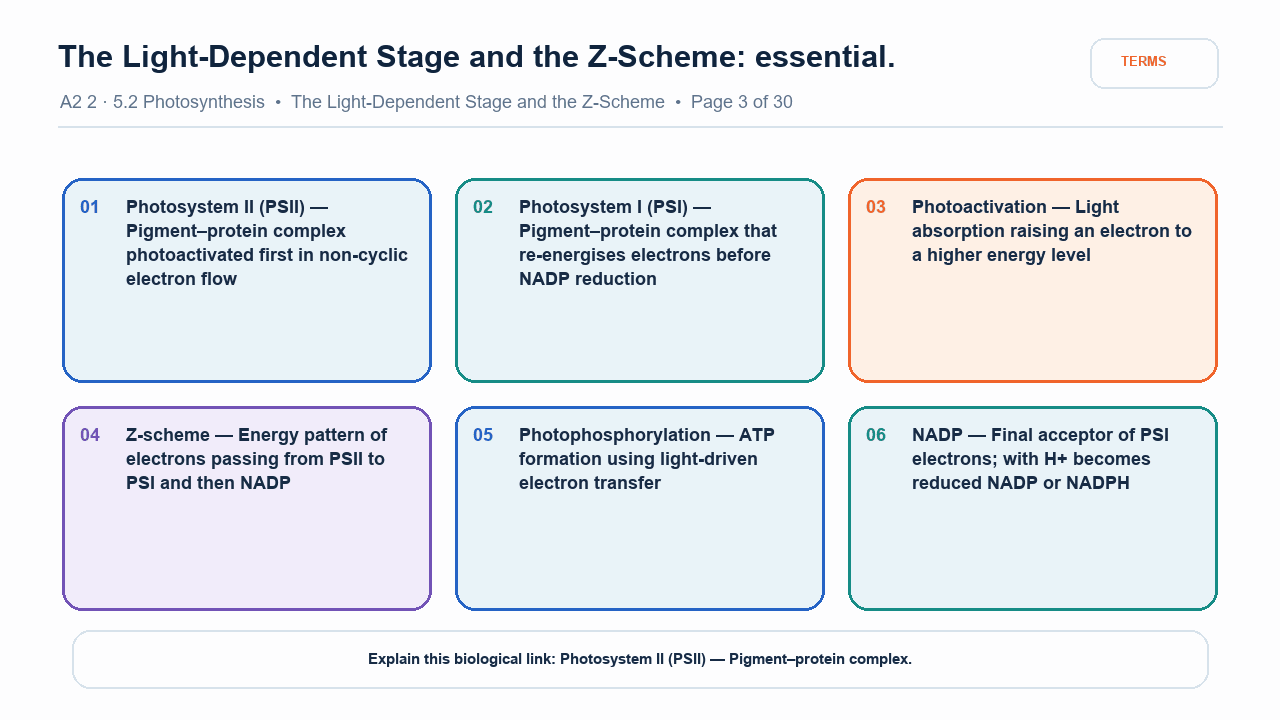 The Light-Dependent Stage and the Z-Scheme: essential.
TERMS
A2 2 · 5.2 Photosynthesis • The Light-Dependent Stage and the Z-Scheme • Page 3 of 30
01
Photosystem II (PSII) —
Pigment–protein complex
photoactivated first in non-cyclic
electron flow
02
Photosystem I (PSI) —
Pigment–protein complex that
re-energises electrons before
NADP reduction
03
Photoactivation — Light
absorption raising an electron to
a higher energy level
04
Z-scheme — Energy pattern of
electrons passing from PSII to
PSI and then NADP
05
Photophosphorylation — ATP
formation using light-driven
electron transfer
06
NADP — Final acceptor of PSI
electrons; with H+ becomes
reduced NADP or NADPH
Explain this biological link: Photosystem II (PSII) — Pigment–protein complex.